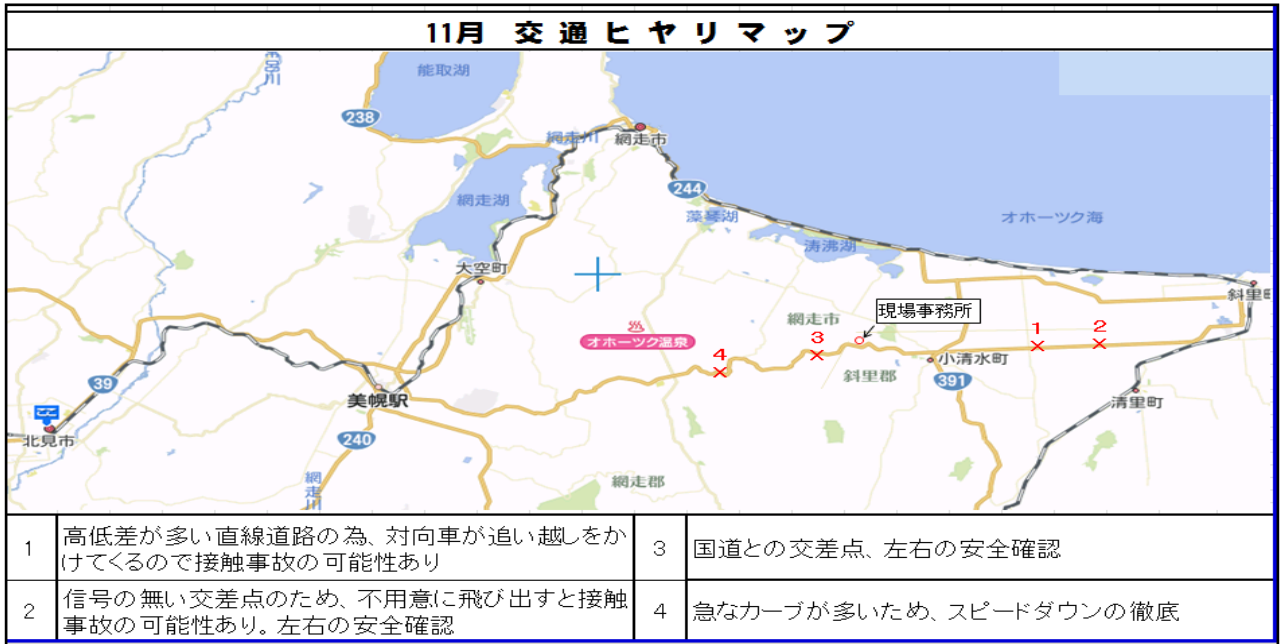 11月 交通ヒヤリマップ
能取湖
238
網走川
網走市
244
網走湖
藻琴湖
オホーツク海
涛沸湖
大空町
斜里
現場事務所
網走市
オホーツク温泉
1
2
3
4
小清水町
斜里郡
391
39
美幌駅
清里町
北見市
240
網走川
網走郡
1 高低差が多い直線道路の為、対向車が追い越しをか
けてくるので接触事故の可能性あり
3 国道との交差点、左右の安全確認
2 信号の無い交差点のため、不用意に飛び出すと接触
事故の可能性あり。左右の安全確認
4 急なカーブが多いため、スピードダウンの徹底